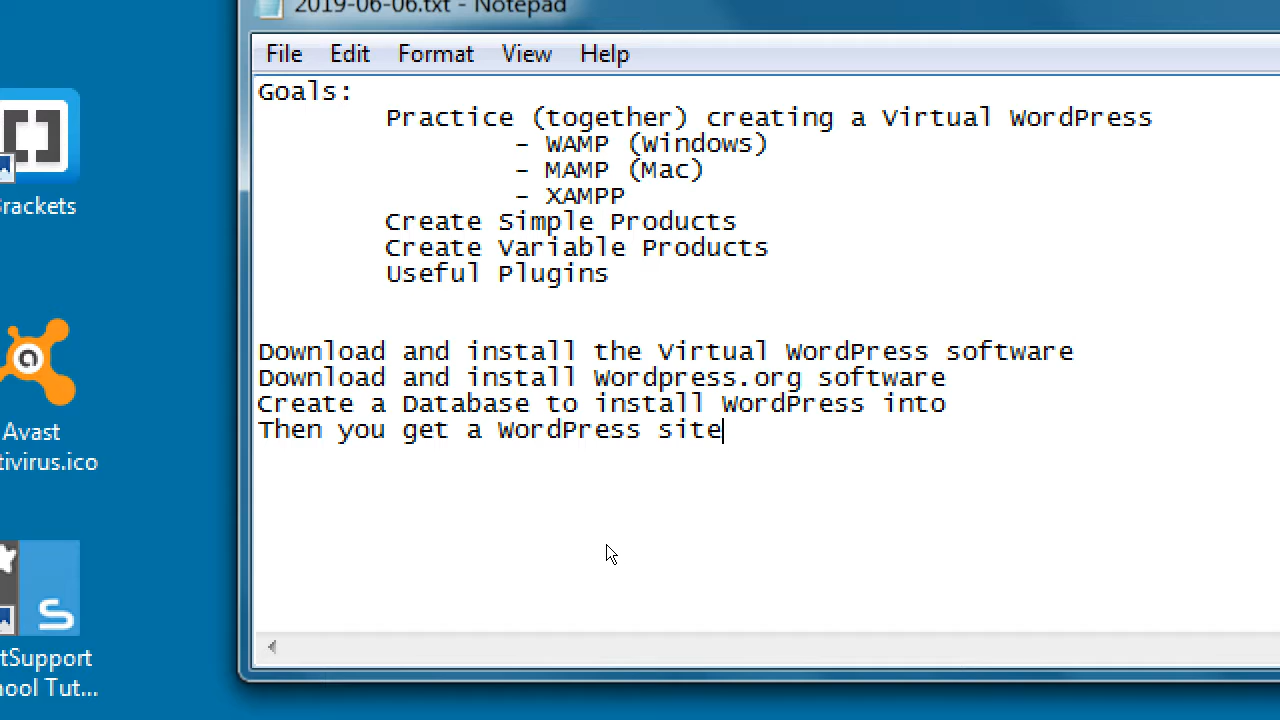 2019-06-06.txt - Notepad
File Edit Format View Help
Goals:
Practice (together) creating a Virtual WordPress
- WAMP (Windows)
- MAMP (Mac)
- XAMPP
Create Simple Products
Create Variable Products
Useful Plugins
Download and install the Virtual WordPress software
Download and install Wordpress.org software
Create a Database to install WordPress into
Then you get a WordPress site
rackets
Avast
tivirus.ico
tSupport
ool Tut...